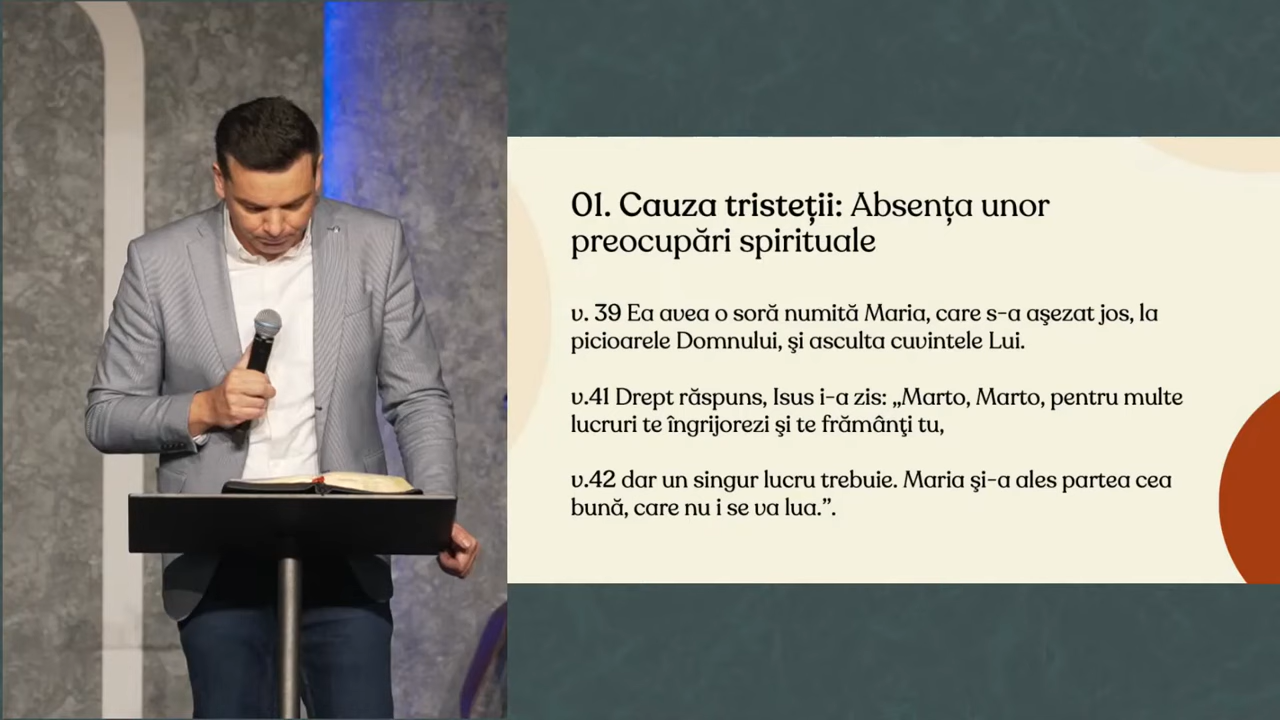 01. Cauza tristeții: Absența unor
preocupări spirituale
v. 39 Ea avea o soră numită Maria, care s-a aşezat jos, la
picioarele Domnului, şi asculta cuvintele Lui.
v.41 Drept răspuns, Isus i-a zis: „Marto, Marto, pentru multe
lucruri te îngrijorezi şi te frămânţi tu,
v.42 dar un singur lucru trebuie. Maria şi-a ales partea cea
bună, care nu i se va lua.”.